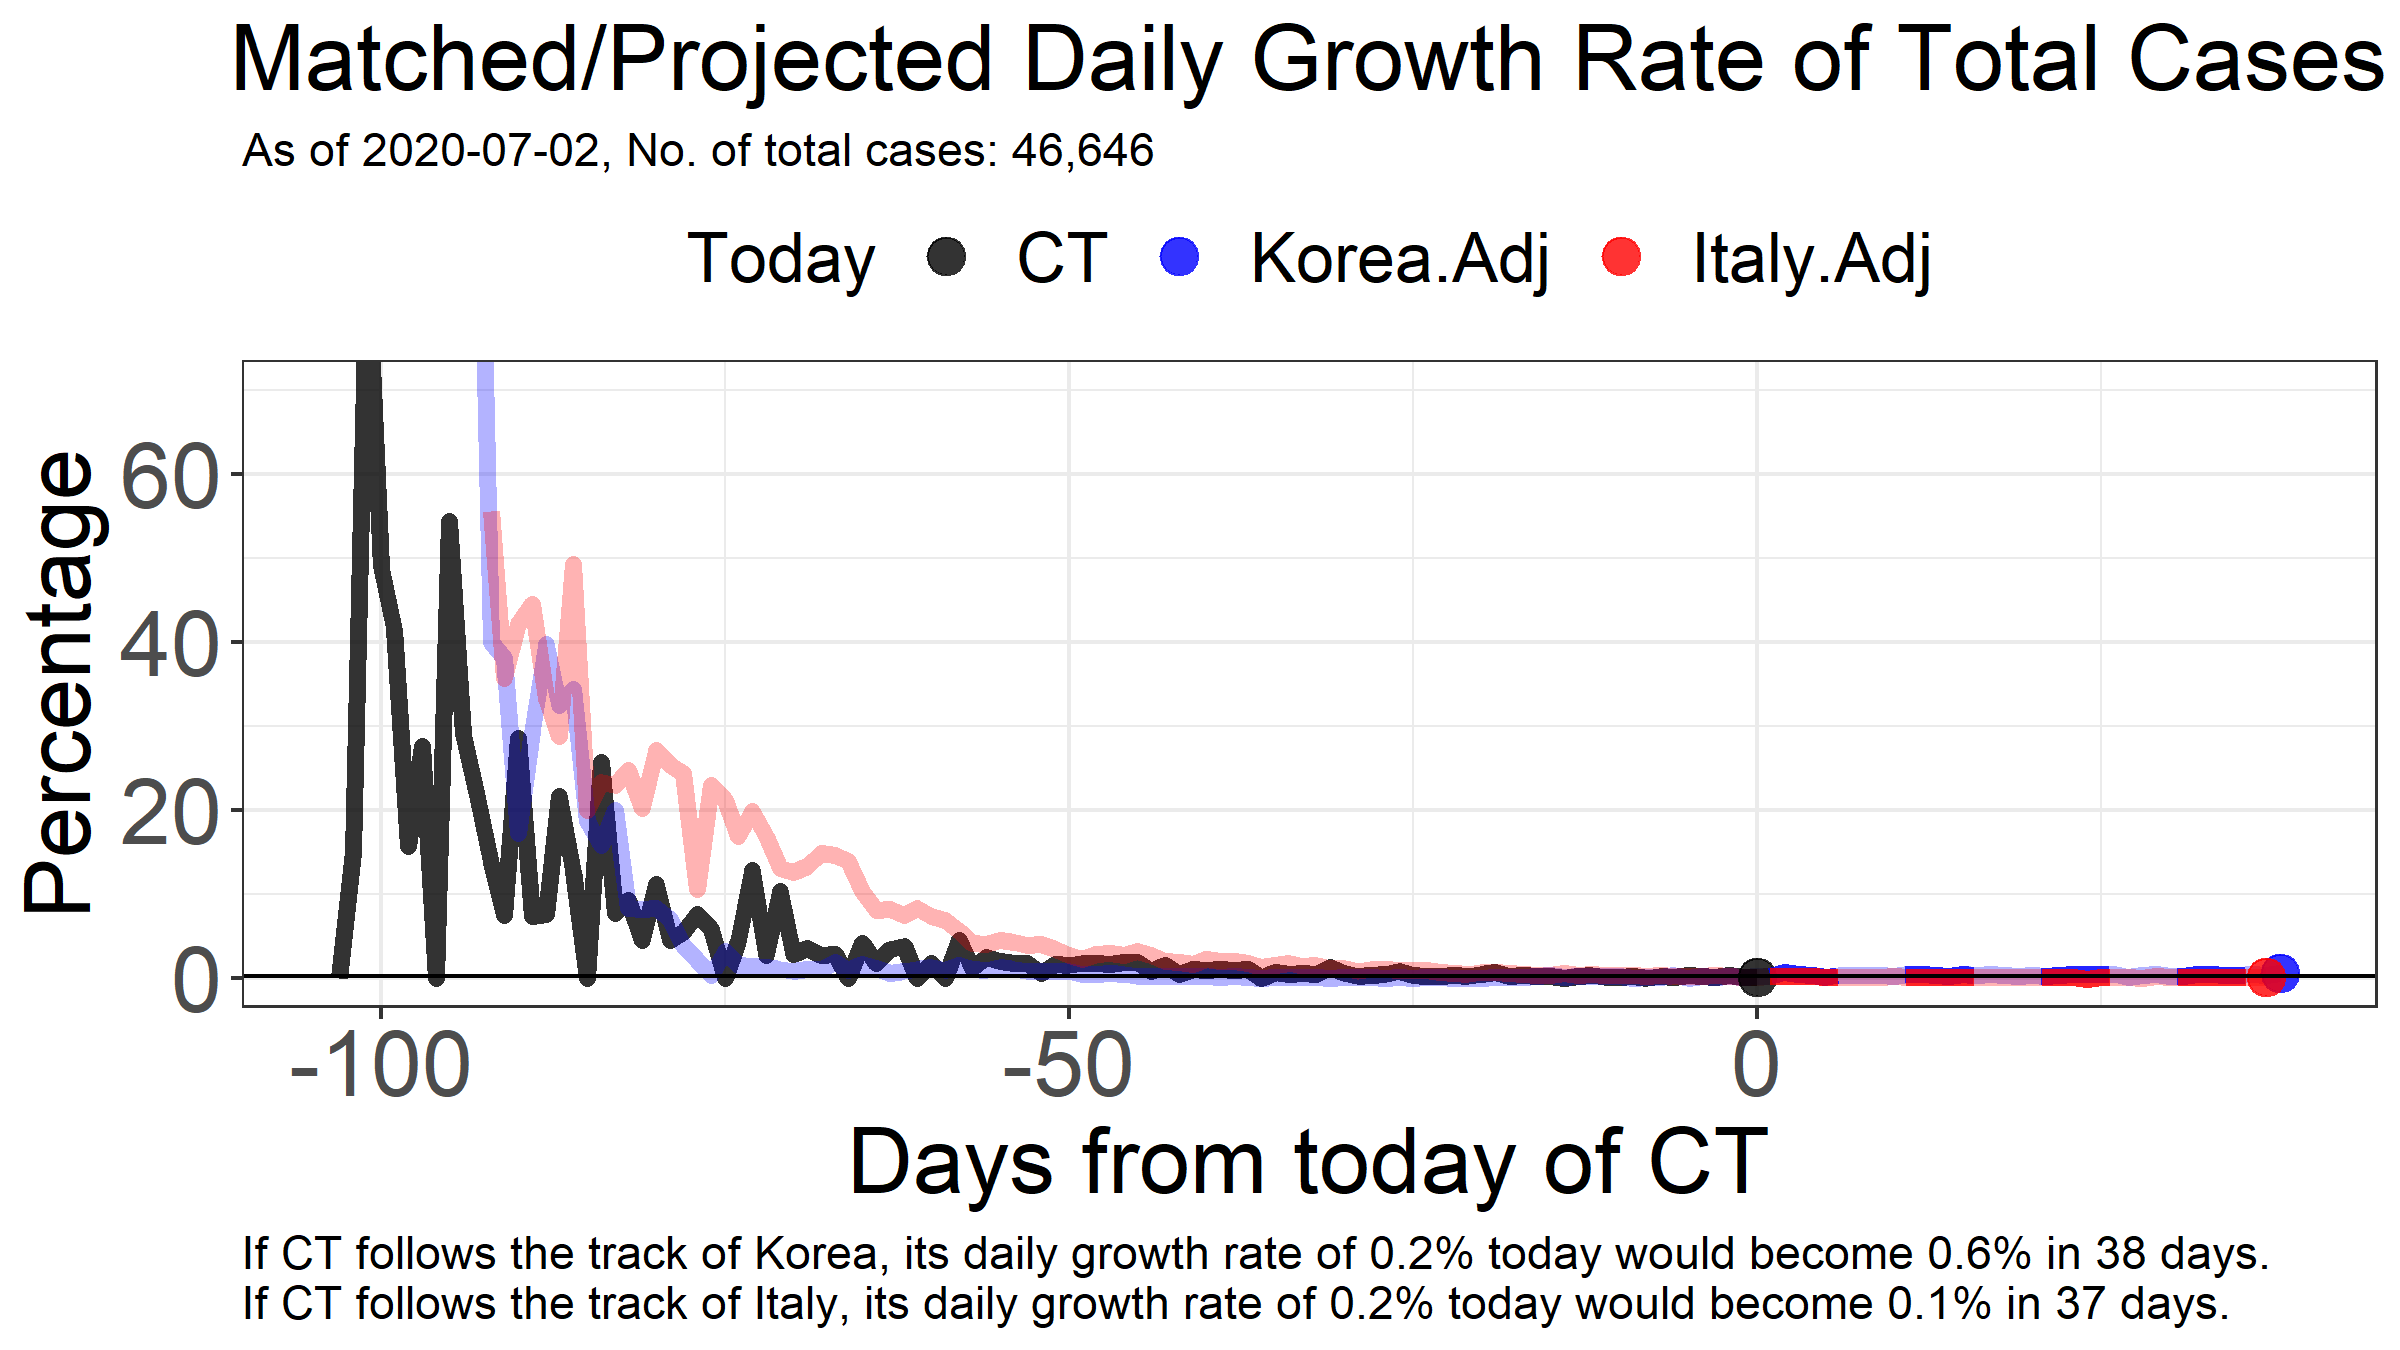 Matched/Projected Daily Growth Rate of Total Cases
As of 2020-07-02, No. of total cases: 46,646
Today CT Korea.Adj Italy.Adj
Percentage
60
40
20
0
-100 -50 0
Days from today of CT
If CT follows the track of Korea, its daily growth rate of 0.2% today would become 0.6% in 38 days.
If CT follows the track of Italy, its daily growth rate of 0.2% today would become 0.1% in 37 days.